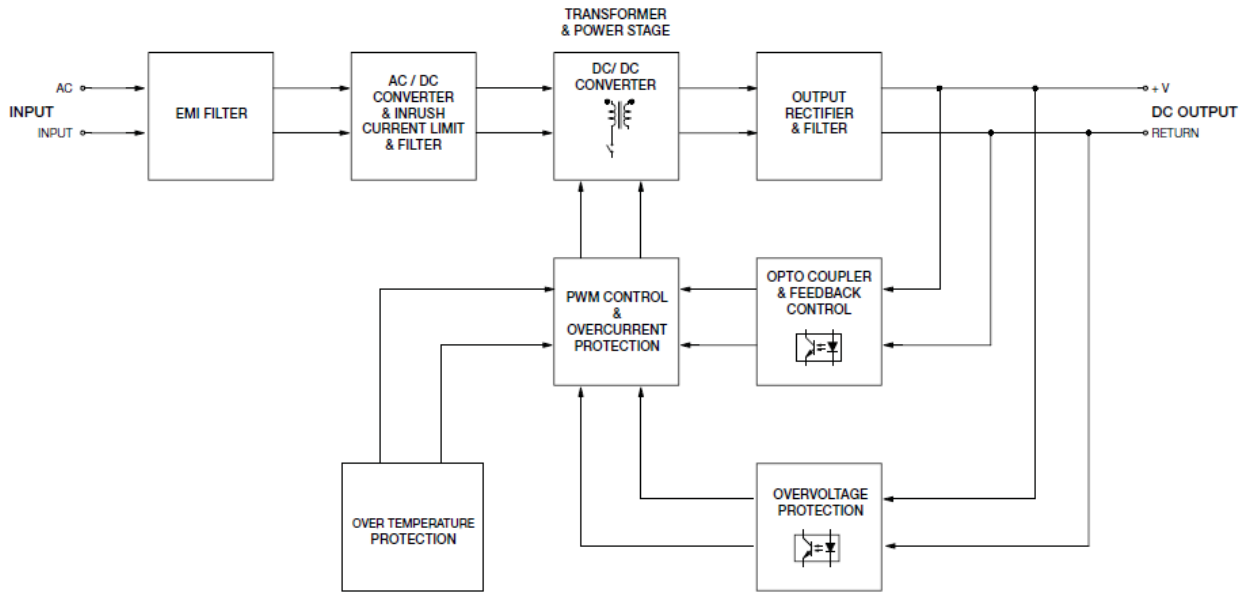 TRANSFORMER
& POWER STAGE
AC
INPUT
INPUT
EMI FILTER
AC / DC
CONVERTER
& INRUSH
CURRENT LIMIT
& FILTER
DC/ DC
CONVERTER
OUTPUT
RECTIFIER
& FILTER
+ V
DC OUTPUT
RETURN
PWM CONTROL
&
OVERCURRENT
PROTECTION
OPTO COUPLER
& FEEDBACK
CONTROL
OVER TEMPERATURE
PROTECTION
OVERVOLTAGE
PROTECTION